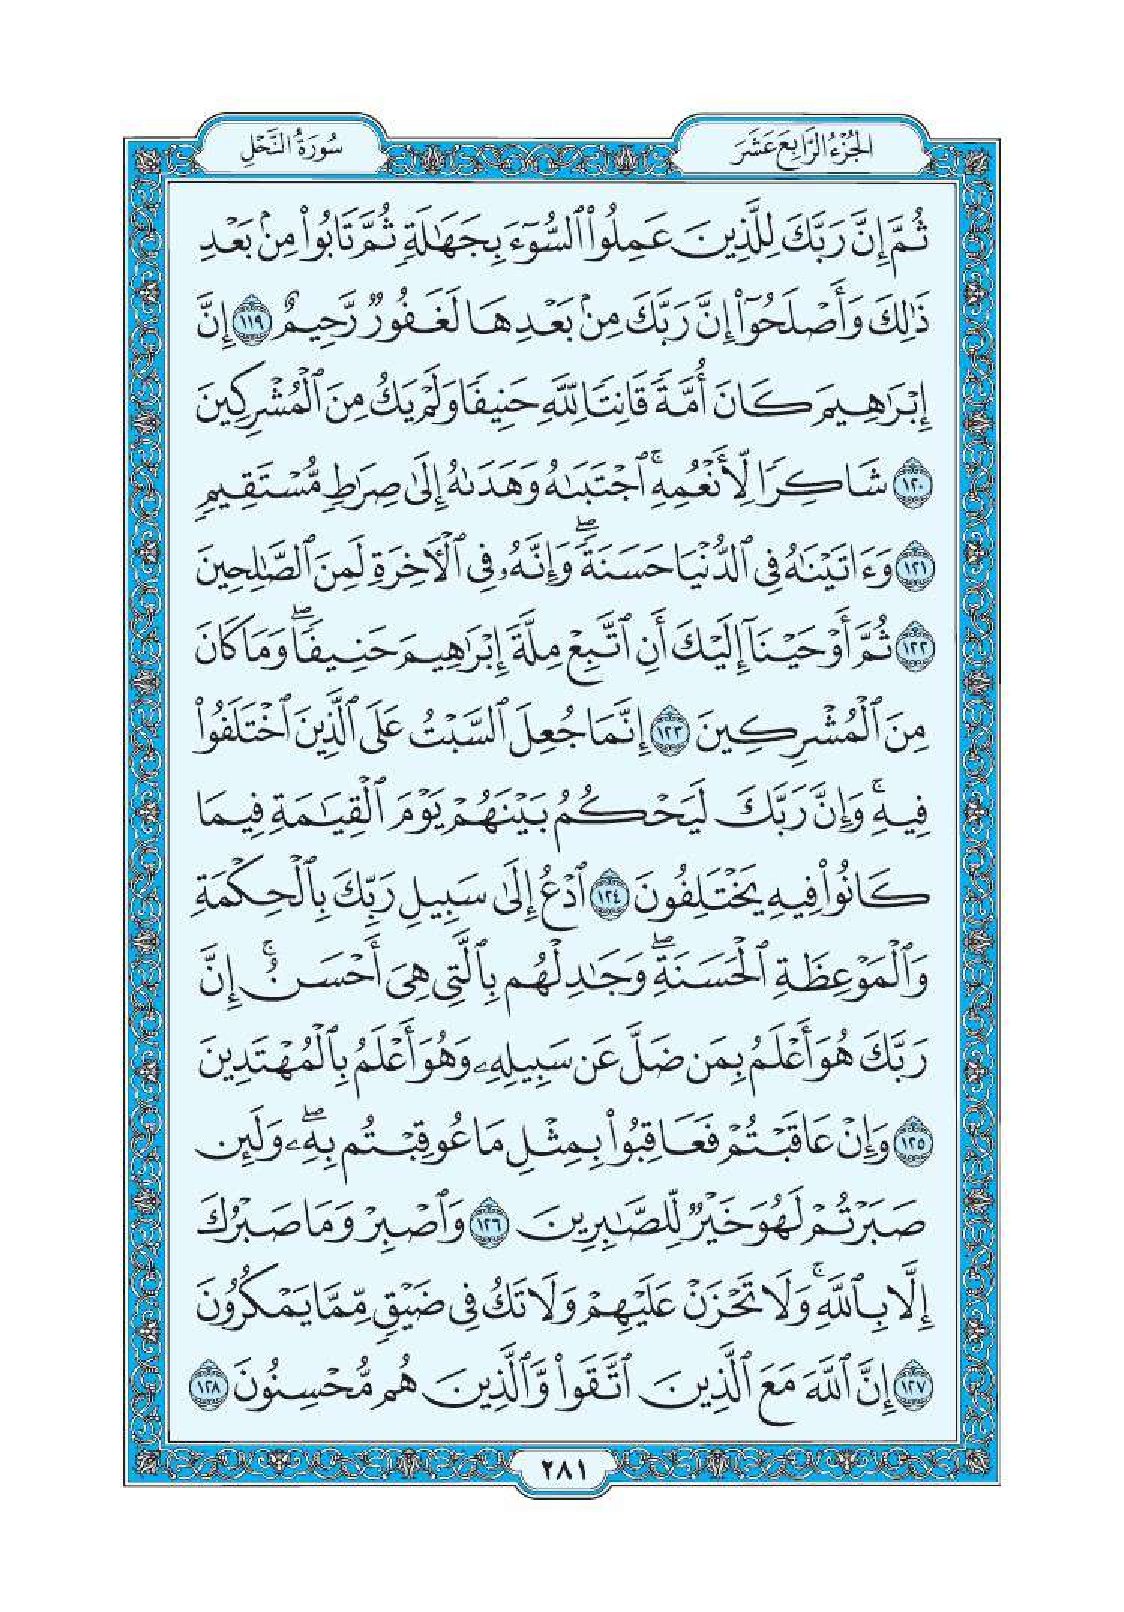 الجُزْءُ الرَّابِعَ عَشَرَ
سُورَةُ النَّحْلِ
ثُمَّ إِنَّ رَبَّكَ لِلَّذِينَ عَمِلُوا۟ ٱلسُّوٓءَ بِجَهَـٰلَةٍ ثُمَّ تَابُوا۟ مِنۢ بَعْدِ
ذَٰلِكَ وَأَصْلَحُوٓا۟ إِنَّ رَبَّكَ مِنۢ بَعْدِهَا لَغَفُورٌ رَّحِيمٌ ١١٩ إِنَّ
إِبْرَٰهِيمَ كَانَ أُمَّةً قَانِتًا لِّلَّهِ حَنِيفًا وَلَمْ يَكُ مِنَ ٱلْمُشْرِكِينَ
١٢٠ شَاكِرًا لِّأَنْعُمِهِ ۚ ٱجْتَبَىٰهُ وَهَدَىٰهُ إِلَىٰ صِرَٰطٍ مُّسْتَقِيمٍ
١٢١ وَءَاتَيْنَـٰهُ فِى ٱلدُّنْيَا حَسَنَةً ۖ وَإِنَّهُۥ فِى ٱلْـَٔاخِرَةِ لَمِنَ ٱلصَّـٰلِحِينَ
١٢٢ ثُمَّ أَوْحَيْنَآ إِلَيْكَ أَنِ ٱتَّبِعْ مِلَّةَ إِبْرَٰهِيمَ حَنِيفًا ۖ وَمَا كَانَ
مِنَ ٱلْمُشْرِكِينَ ١٢٣ إِنَّمَا جُعِلَ ٱلسَّبْتُ عَلَى ٱلَّذِينَ ٱخْتَلَفُوا۟
فِيهِ ۚ وَإِنَّ رَبَّكَ لَيَحْكُمُ بَيْنَهُمْ يَوْمَ ٱلْقِيَـٰمَةِ فِيمَا
كَانُوا۟ فِيهِ يَخْتَلِفُونَ ١٢٤ ٱدْعُ إِلَىٰ سَبِيلِ رَبِّكَ بِٱلْحِكْمَةِ
وَٱلْمَوْعِظَةِ ٱلْحَسَنَةِ ۖ وَجَـٰدِلْهُم بِٱلَّتِى هِىَ أَحْسَنُ ۚ إِنَّ
رَبَّكَ هُوَ أَعْلَمُ بِمَن ضَلَّ عَن سَبِيلِهِۦ وَهُوَ أَعْلَمُ بِٱلْمُهْتَدِينَ
١٢٥ وَإِنْ عَاقَبْتُمْ فَعَاقِبُوا۟ بِمِثْلِ مَا عُوقِبْتُم بِهِۦ ۖ وَلَئِن
صَبَرْتُمْ لَهُوَ خَيْرٌ لِّلصَّـٰبِرِينَ ١٢٦ وَٱصْبِرْ وَمَا صَبْرُكَ
إِلَّا بِٱللَّهِ ۚ وَلَا تَحْزَنْ عَلَيْهِمْ وَلَا تَكُ فِى ضَيْقٍ مِّمَّا يَمْكُرُونَ
١٢٧ إِنَّ ٱللَّهَ مَعَ ٱلَّذِينَ ٱتَّقَوا۟ وَّٱلَّذِينَ هُم مُّحْسِنُونَ ١٢٨
٢٨١